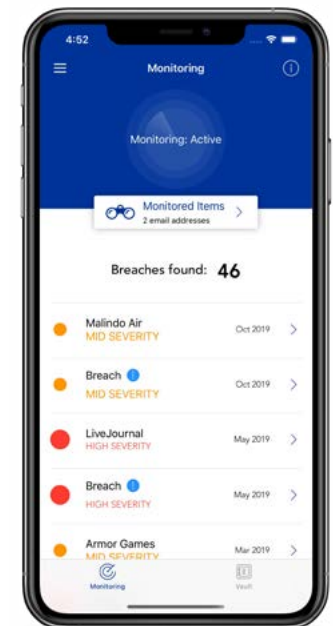 4:52
Monitoring
Monitoring: Active
Monitored Items
2 email addresses
Breaches found: 46
Malindo Air
MID SEVERITY
Oct 2019
Breach
MID SEVERITY
Oct 2019
LiveJournal
HIGH SEVERITY
May 2019
Breach
HIGH SEVERITY
May 2019
Armor Games
MID SEVERITY
Mar 2019
Monitoring
Vault